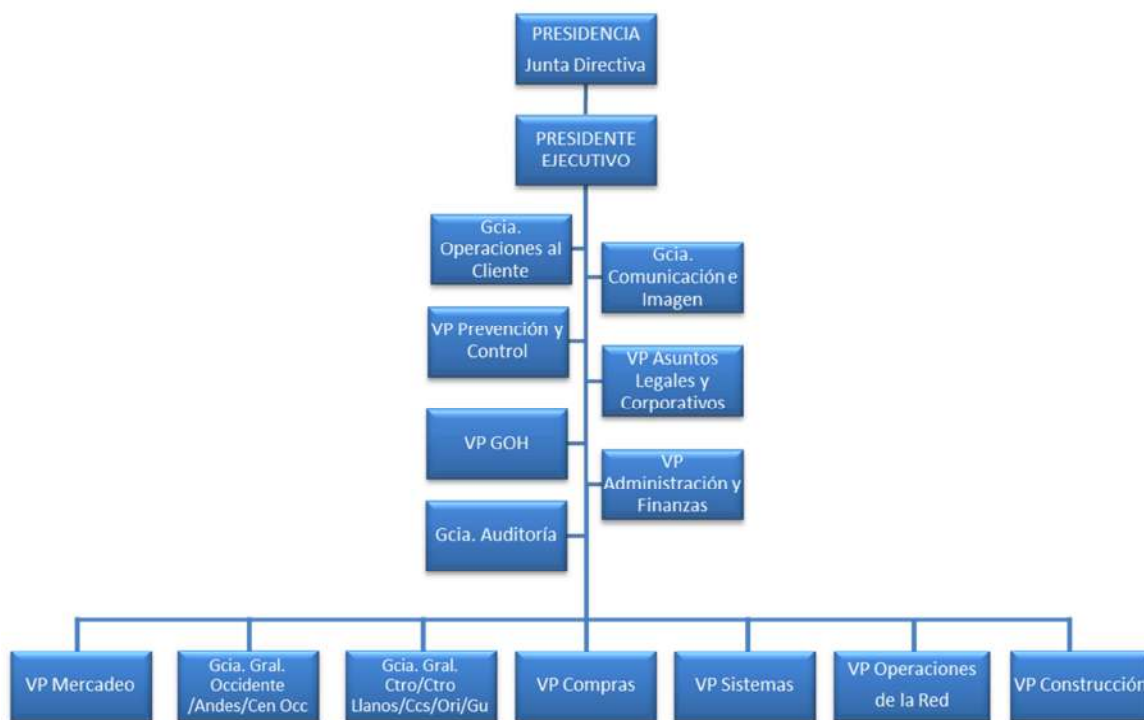 PRESIDENCIA
Junta Directiva
PRESIDENTE
EJECUTIVO
Gcia.
Operaciones al
Cliente
Gcia.
Comunicación e
Imagen
VP Prevención y
Control
VP Asuntos
Legales y
Corporativos
VP GOH
VP
Administración y
Finanzas
Gcia. Auditoría
VP Mercadeo
Gcia. Gral.
Occidente
/Andes/Cen Occ
Gcia. Gral.
Ctro/Ctro
Llanos/Ccs/Ori/Gu
VP Compras
VP Sistemas
VP Operaciones
de la Red
VP Construcción